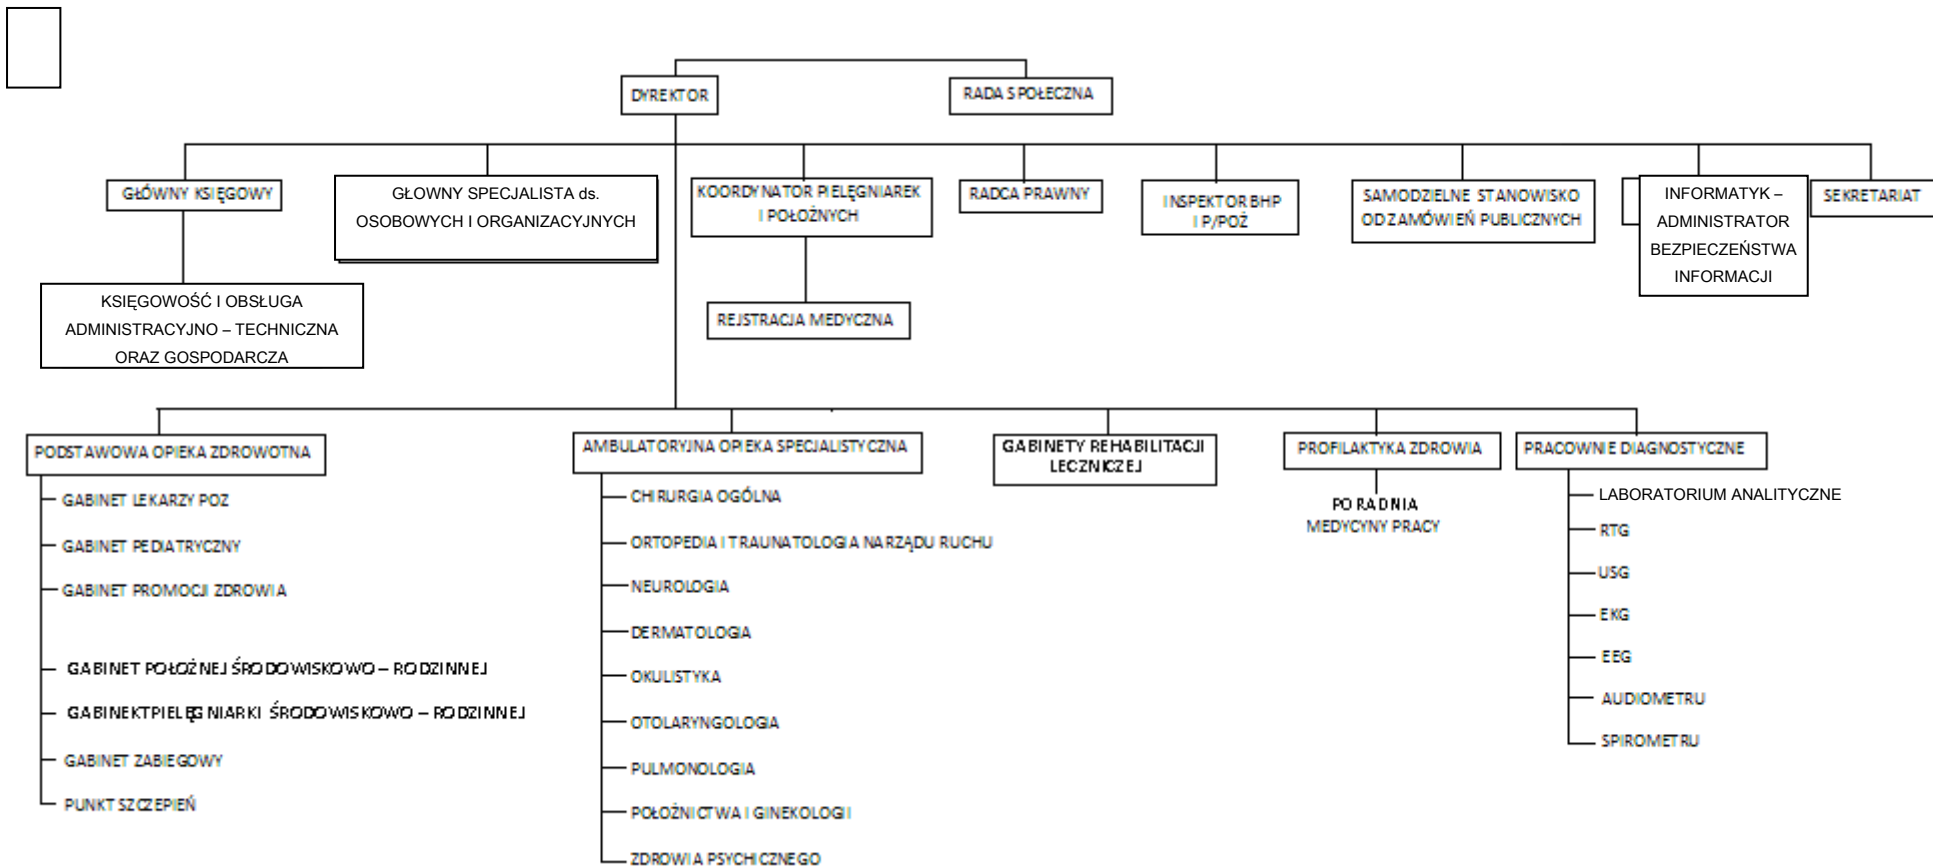 DYREKTOR
RADA SPOŁECZNA
GŁÓWNY KSIĘGOWY
GŁOWNY SPECJALISTA ds.
OSOBOWYCH I ORGANIZACYJNYCH
KOORDYNATOR PIELĘGNIAREK
I POŁOŻNYCH
RADCA PRAWNY
INSPEKTOR BHP
I P/POŻ
SAMODZIELNE STANOWISKO
OD ZAMÓWIEŃ PUBLICZNYCH
INFORMATYK –
ADMINISTRATOR
BEZPIECZEŃSTWA
INFORMACJI
SEKRETARIAT
KSIĘGOWOŚĆ I OBSŁUGA
ADMINISTRACYJNO – TECHNICZNA
ORAZ GOSPODARCZA
REJSTRACJA MEDYCZNA
PODSTAWOWA OPIEKA ZDROWOTNA
GABINET LEKARZY POZ
GABINET PEDIATRYCZNY
GABINET PROMOCJI ZDROWIA
GABINET POŁOŻNEJ ŚRODOWISKOWO – RODZINNEJ
GABINEKTPIELĘGNIARKI ŚRODOWISKOWO – RODZINNEJ
GABINET ZABIEGOWY
PUNKT SZCZEPIEŃ
AMBULATORYJNA OPIEKA SPECJALISTYCZNA
CHIRURGIA OGÓLNA
ORTOPEDIA I TRAUNATOLOGIA NARZĄDU RUCHU
NEUROLOGIA
DERMATOLOGIA
OKULISTYKA
OTOLARYNGOLOGIA
PULMONOLOGIA
POŁOŻNICTWA I GINEKOLOGII
ZDROWIA PSYCHICZNEGO
GABINETY REHABILITACJI
LECZNICZEJ
PROFILAKTYKA ZDROWIA
PORADNIA
MEDYCYNY PRACY
PRACOWNIE DIAGNOSTYCZNE
LABORATORIUM ANALITYCZNE
RTG
USG
EKG
EEG
AUDIOMETRU
SPIROMETRU